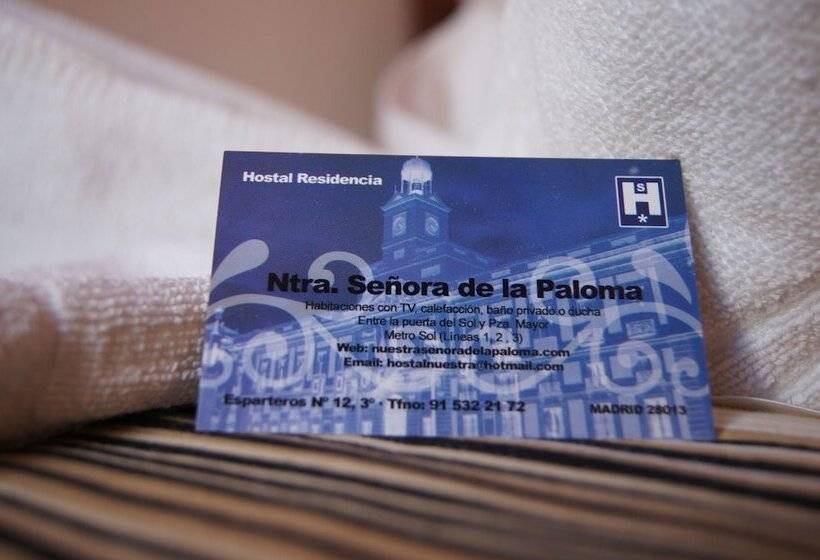 Hostal Residencia
S
H
*
Ntra. Señora de la Paloma
Habitaciones con TV, calefacción, baño privado o ducha
Entre la puerta del Sol y Pza. Mayor
Metro Sol (Lineas 1, 2 , 3)
Web: nuestrasenoradelapaloma.com
Email: hostalnuestra@hotmail.com
Esparteros Nº 12, 3º · Tfno: 91 532 21 72
MADRID 28013